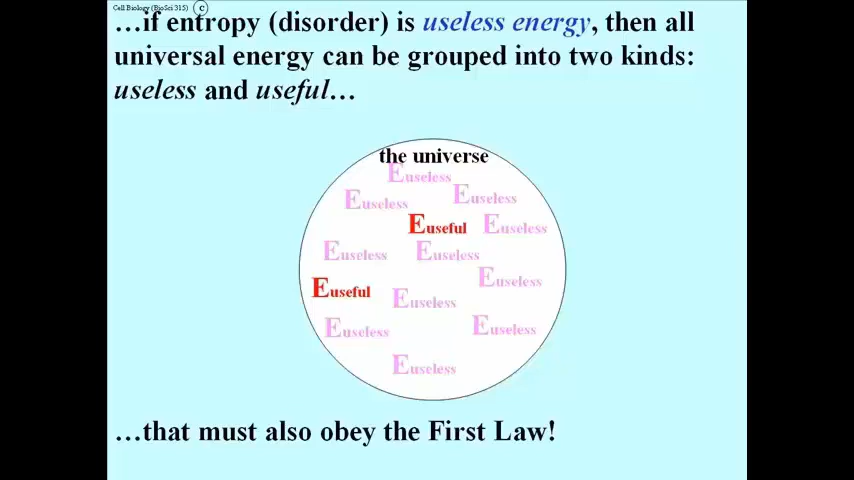 Cell Biology (BioSci 315) C
…if entropy (disorder) is useless energy, then all
universal energy can be grouped into two kinds:
useless and useful…
the universe
Euseless
Euseless Euseless
Euseful Euseless
Euseless Euseless
Euseless
Euseful Euseless
Euseless Euseless
Euseless
…that must also obey the First Law!